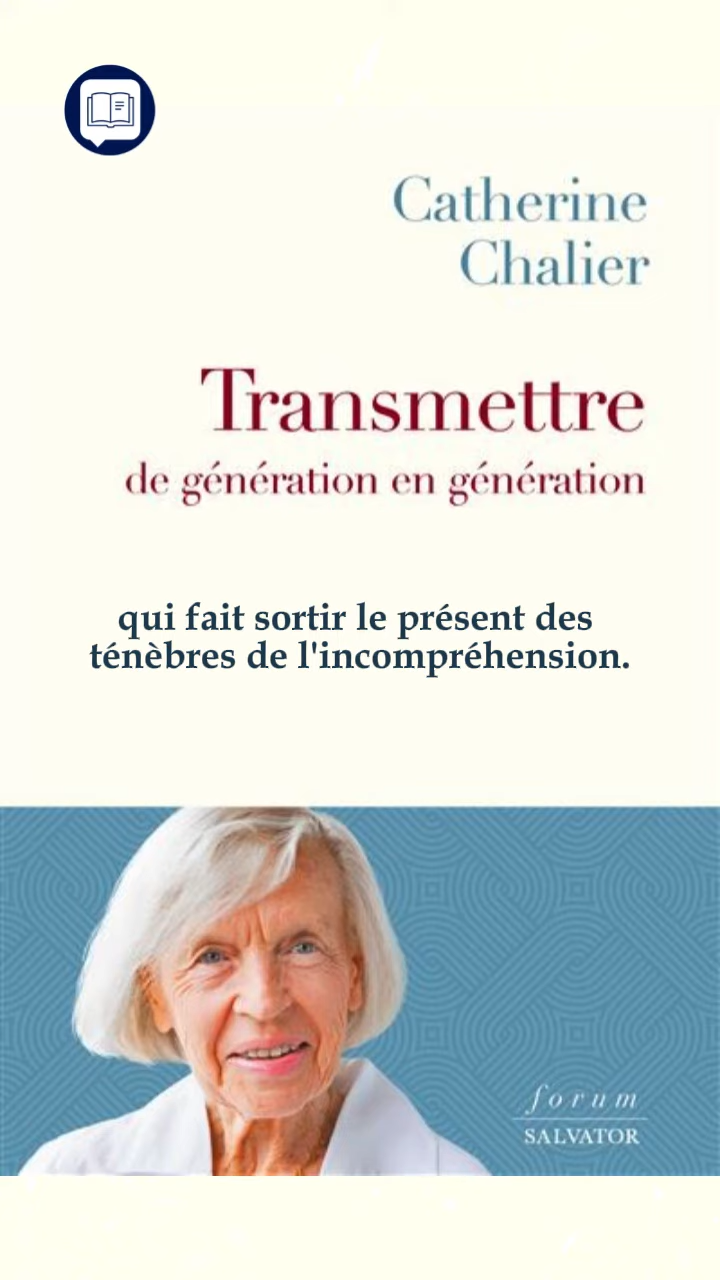 Catherine
Chalier
Transmettre
de génération en génération
qui fait sortir le présent des
ténèbres de l'incompréhension.
forum
SALVATOR